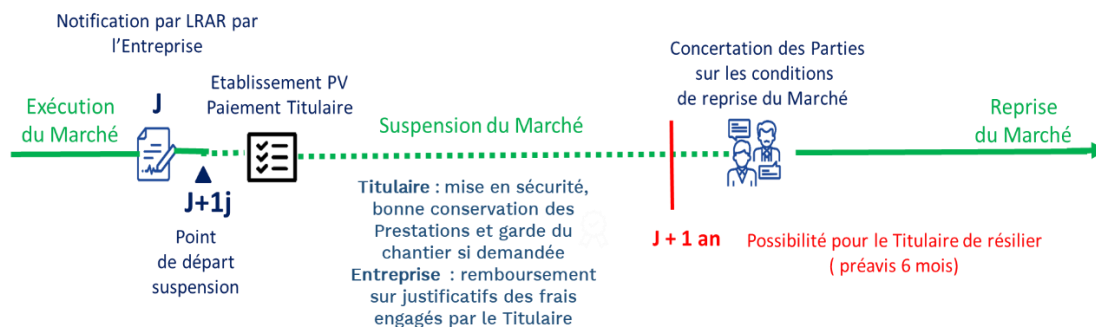 Notification par LRAR par
l'Entreprise
Exécution
du Marché
J
Etablissement PV
Paiement Titulaire
J+1j
Point
de départ
suspension
Suspension du Marché
Titulaire : mise en sécurité,
bonne conservation des
Prestations et garde du
chantier si demandée
Entreprise : remboursement
sur justificatifs des frais
engagés par le Titulaire
Concertation des Parties
sur les conditions
de reprise du Marché
J + 1 an
Possibilité pour le Titulaire de résilier
( préavis 6 mois)
Reprise
du Marché